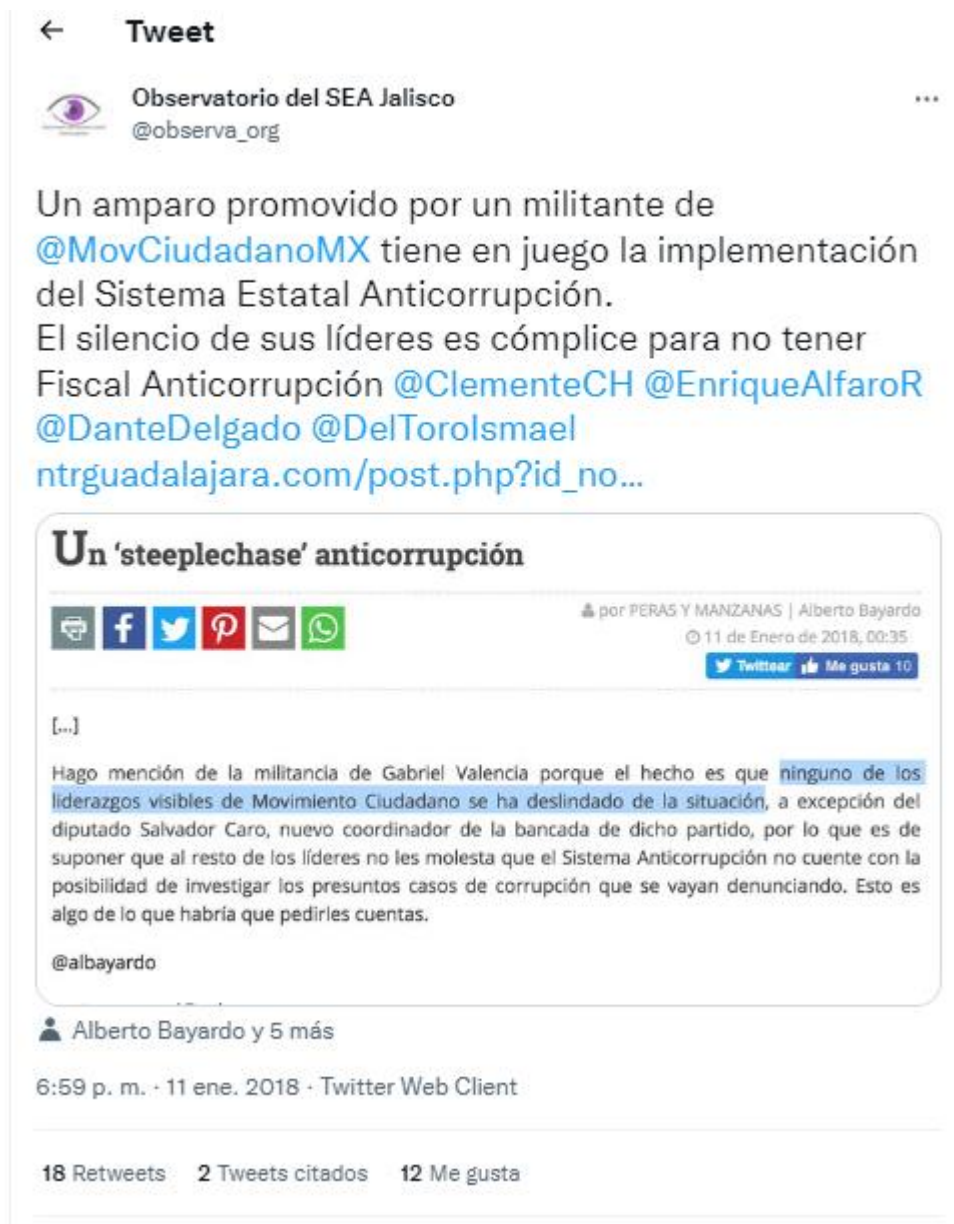 Tweet
Observatorio del SEA Jalisco
@observa_org
Un amparo promovido por un militante de
@MovCiudadanoMX tiene en juego la implementación
del Sistema Estatal Anticorrupción.
El silencio de sus líderes es cómplice para no tener
Fiscal Anticorrupción @ClementeCH @EnriqueAlfaroR
@DanteDelgado @DelToroIsmael
ntrguadalajara.com/post.php?id_no...
Un 'steeplechase' anticorrupción
por PERAS Y MANZANAS | Alberto Bayardo
11 de Enero de 2018, 00:35
Twittear Me gusta 10
[...]
Hago mención de la militancia de Gabriel Valencia porque el hecho es que ninguno de los
liderazgos visibles de Movimiento Ciudadano se ha deslindado de la situación, a excepción del
diputado Salvador Caro, nuevo coordinador de la bancada de dicho partido, por lo que es de
suponer que al resto de los líderes no les molesta que el Sistema Anticorrupción no cuente con la
posibilidad de investigar los presuntos casos de corrupción que se vayan denunciando. Esto es
algo de lo que habría que pedirles cuentas.
@albayardo
Alberto Bayardo y 5 más
6:59 p. m. · 11 ene. 2018 · Twitter Web Client
18 Retweets 2 Tweets citados 12 Me gusta